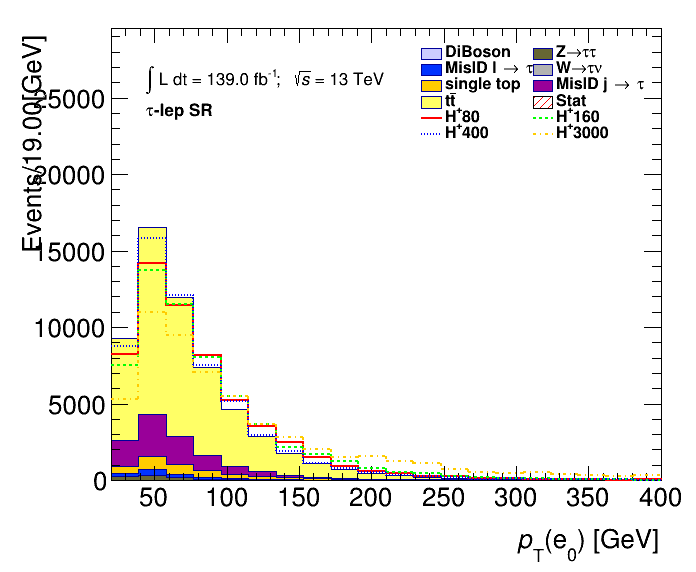 Events/19.00[GeV]
∫ L dt = 139.0 fb⁻¹; √s = 13 TeV
τ-lep SR
DiBoson Z→ττ
MisID l → τ W→τν
single top MisID j → τ
tt̄ Stat
H⁺80 H⁺160
H⁺400 H⁺3000
25000
20000
15000
10000
5000
0
50 100 150 200 250 300 350 400
p_T(e_0) [GeV]